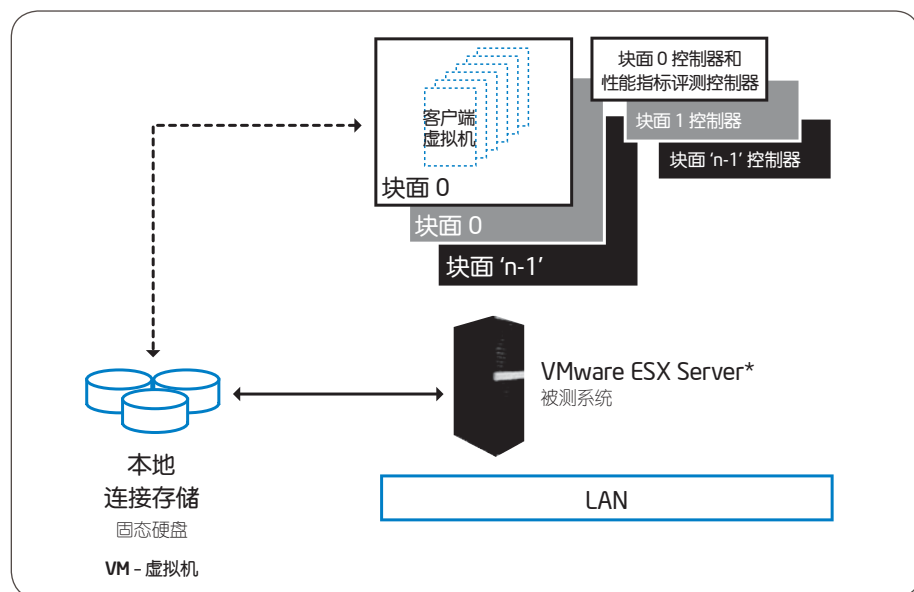 块面 0 控制器和
性能指标评测控制器
块面 1 控制器
块面 ‘n-1’ 控制器
客户端
虚拟机
块面 0
块面 0
块面 ‘n-1’
VMware ESX Server*
被测系统
本地
连接存储
固态硬盘
VM – 虚拟机
LAN